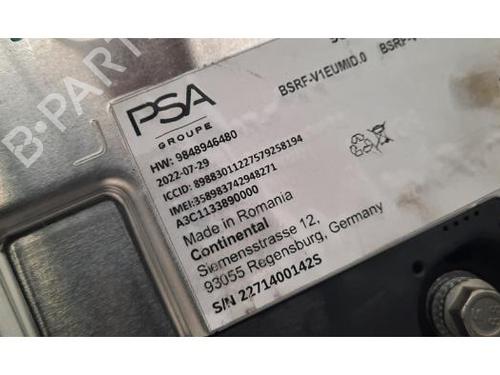 BSRF-V1EUMID.0
PSA
GROUPE
HW: 9848946480
2022-07-29
ICCID: 89883011227579258194
IMEI:358983742948271
A3C1133890000
Made in Romania
Continental
Siemensstrasse 12,
93055 Regensburg, Germany
S/N 2271400142S
B-PARTS